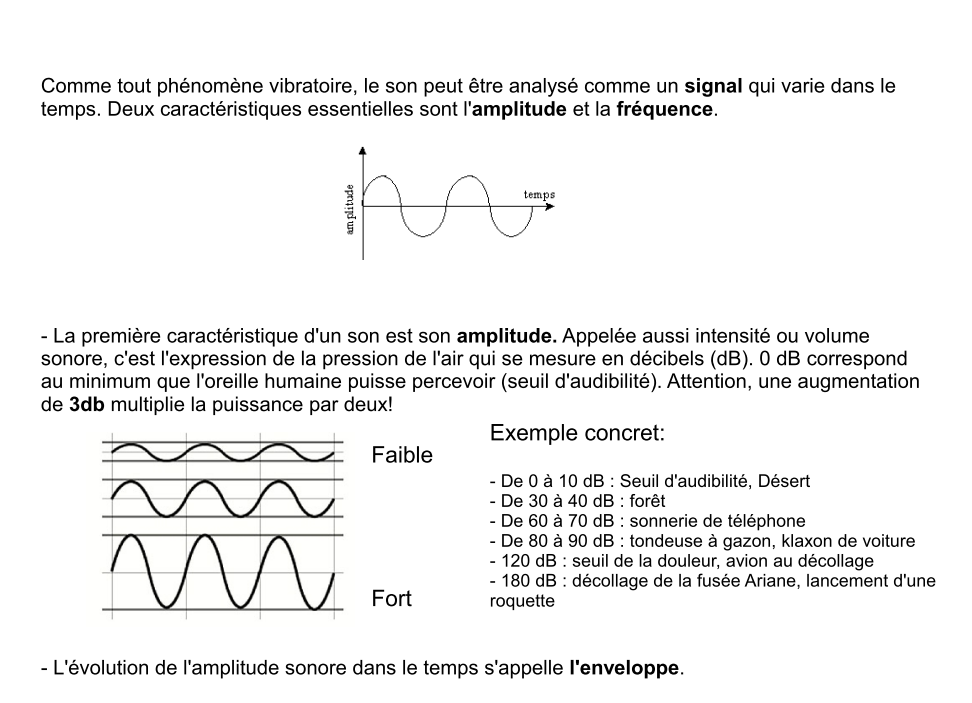 Comme tout phénomène vibratoire, le son peut être analysé comme un signal qui varie dans le
temps. Deux caractéristiques essentielles sont l'amplitude et la fréquence.
amplitude
temps
- La première caractéristique d'un son est son amplitude. Appelée aussi intensité ou volume
sonore, c'est l'expression de la pression de l'air qui se mesure en décibels (dB). 0 dB correspond
au minimum que l'oreille humaine puisse percevoir (seuil d'audibilité). Attention, une augmentation
de 3db multiplie la puissance par deux!
Faible
Fort
Exemple concret:
- De 0 à 10 dB : Seuil d'audibilité, Désert
- De 30 à 40 dB : forêt
- De 60 à 70 dB : sonnerie de téléphone
- De 80 à 90 dB : tondeuse à gazon, klaxon de voiture
- 120 dB : seuil de la douleur, avion au décollage
- 180 dB : décollage de la fusée Ariane, lancement d'une
roquette
- L'évolution de l'amplitude sonore dans le temps s'appelle l'enveloppe.